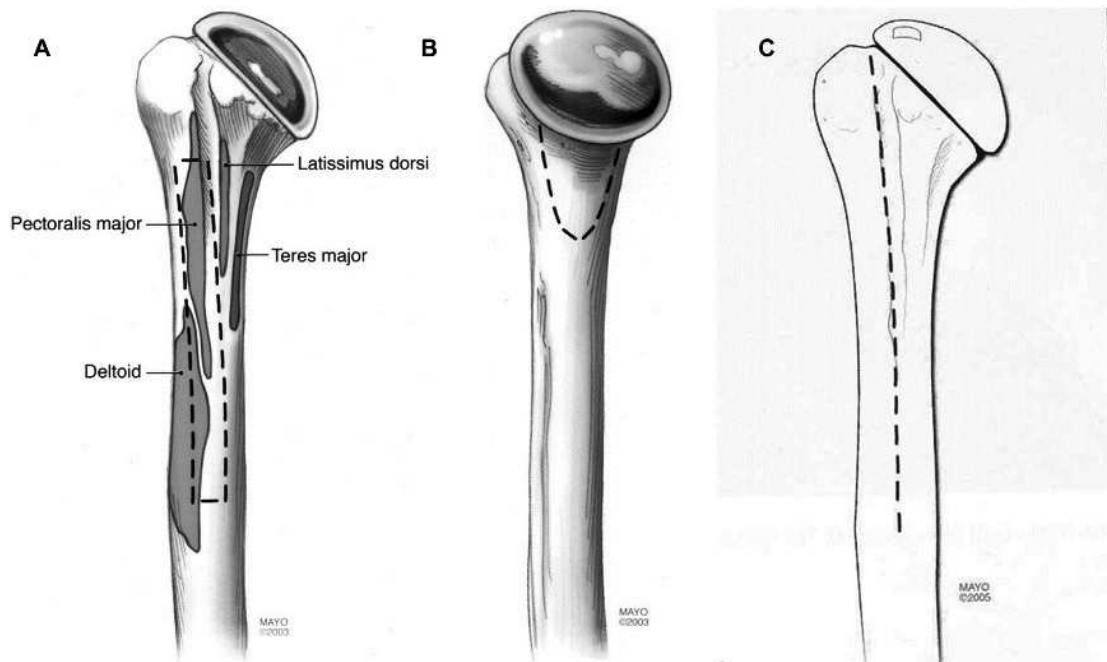 A
B
C
Latissimus dorsi
Pectoralis major
Teres major
Deltoid
MAYO
©2003
MAYO
©2003
MAYO
©2005